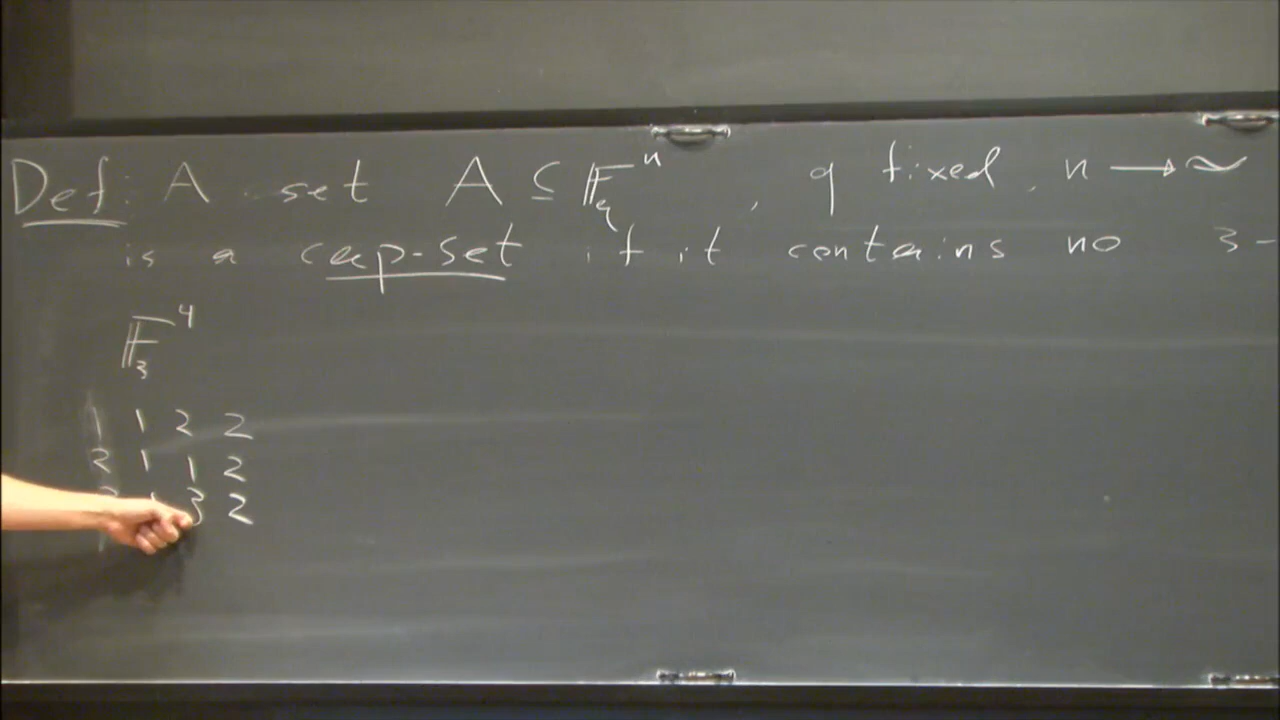 Def: A set A ⊆ 𝔽_q^n, q fixed, n → ∞
is a cap-set if it contains no 3-
𝔽_3^4
1 1 2 2
2 1 1 2
3 2